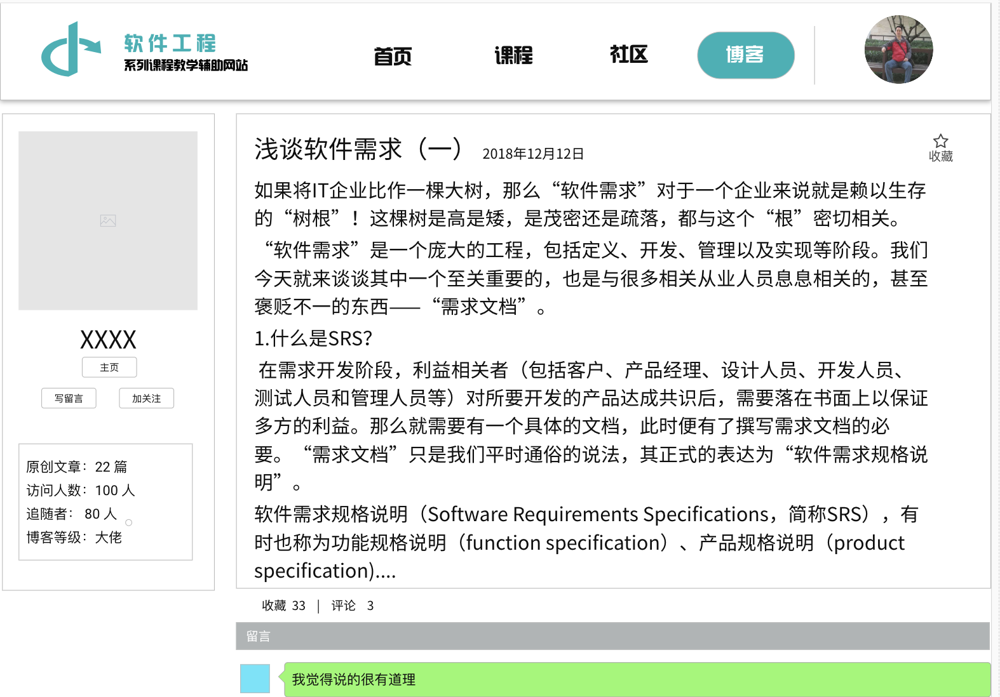 软件工程
系列课程教学辅助网站
首页
课程
社区
博客
XXXX
主页
写留言
加关注
原创文章：22 篇
访问人数：100 人
追随者： 80 人
博客等级：大佬
浅谈软件需求（一） 2018年12月12日
收藏
如果将IT企业比作一棵大树，那么“软件需求”对于一个企业来说就是赖以生存
的“树根”！这棵树是高是矮，是茂密还是疏落，都与这个“根”密切相关。
“软件需求”是一个庞大的工程，包括定义、开发、管理以及实现等阶段。我们
今天就来谈谈其中一个至关重要的，也是与很多相关从业人员息息相关的，甚至
褒贬不一的东西——“需求文档”。
1.什么是SRS？
在需求开发阶段，利益相关者（包括客户、产品经理、设计人员、开发人员、
测试人员和管理人员等）对所要开发的产品达成共识后，需要落在书面上以保证
多方的利益。那么就需要有一个具体的文档，此时便有了撰写需求文档的必
要。“需求文档”只是我们平时通俗的说法，其正式的表达为“软件需求规格说
明”。
软件需求规格说明（Software Requirements Specifications，简称SRS），有
时也称为功能规格说明（function specification）、产品规格说明（product
specification)....
收藏 33 | 评论 3
留言
我觉得说的很有道理